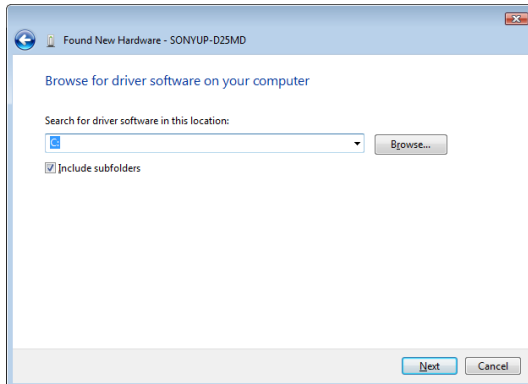 Found New Hardware - SONYUP-D25MD
Browse for driver software on your computer
Search for driver software in this location:
C:
Browse...
Include subfolders
Next
Cancel